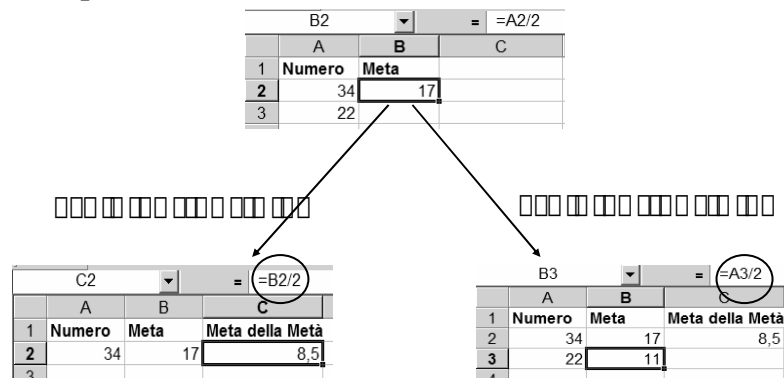 B2 = =A2/2
A B C
1 Numero Meta
2 34 17
3 22
C2 = =B2/2
A B C
1 Numero Meta Meta della Metà
2 34 17 8,5
3
B3 = =A3/2
A B C
1 Numero Meta Meta della Metà
2 34 17 8,5
3 22 11
4